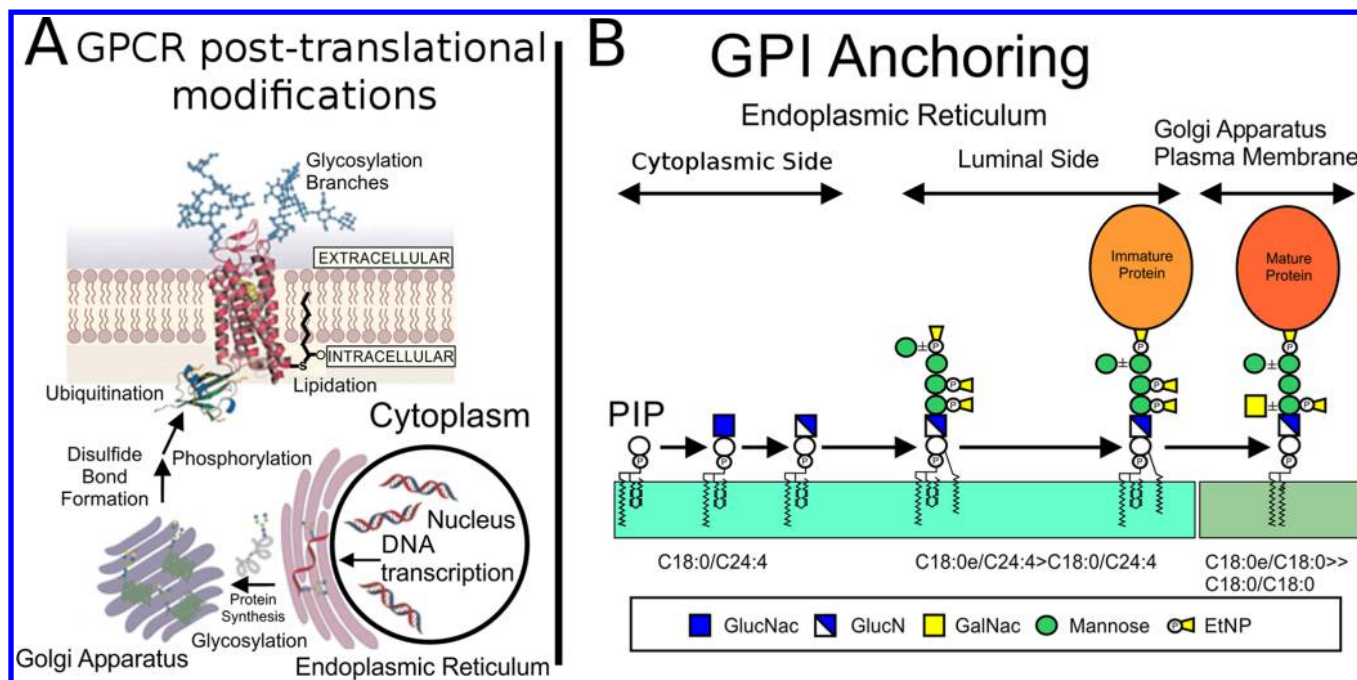 A
GPCR post-translational
modifications
Glycosylation
Branches
EXTRACELLULAR
INTRACELLULAR
S
O
Lipidation
Ubiquitination
Cytoplasm
Disulfide
Bond
Formation
Phosphorylation
Nucleus
DNA
transcription
Protein
Synthesis
Glycosylation
Golgi Apparatus
Endoplasmic Reticulum
B
GPI Anchoring
Endoplasmic Reticulum
Cytoplasmic Side
Luminal Side
Golgi Apparatus
Plasma Membrane
Immature
Protein
Mature
Protein
P
P
P
±
±
±
±
P
P
P
P
P
P
PIP
P
P
P
P
P
P
C18:0/C24:4
C18:0e/C24:4>C18:0/C24:4
C18:0e/C18:0>>
C18:0/C18:0
GlucNac
GlucN
GalNac
Mannose
P
EtNP